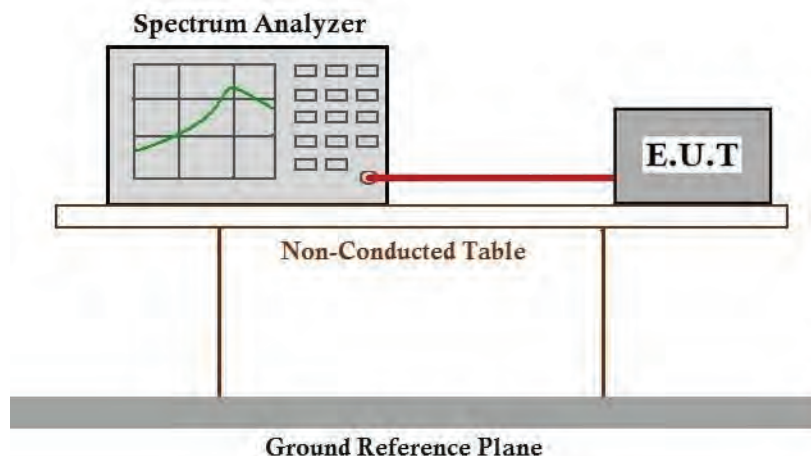 Spectrum Analyzer
E.U.T
Non-Conducted Table
Ground Reference Plane